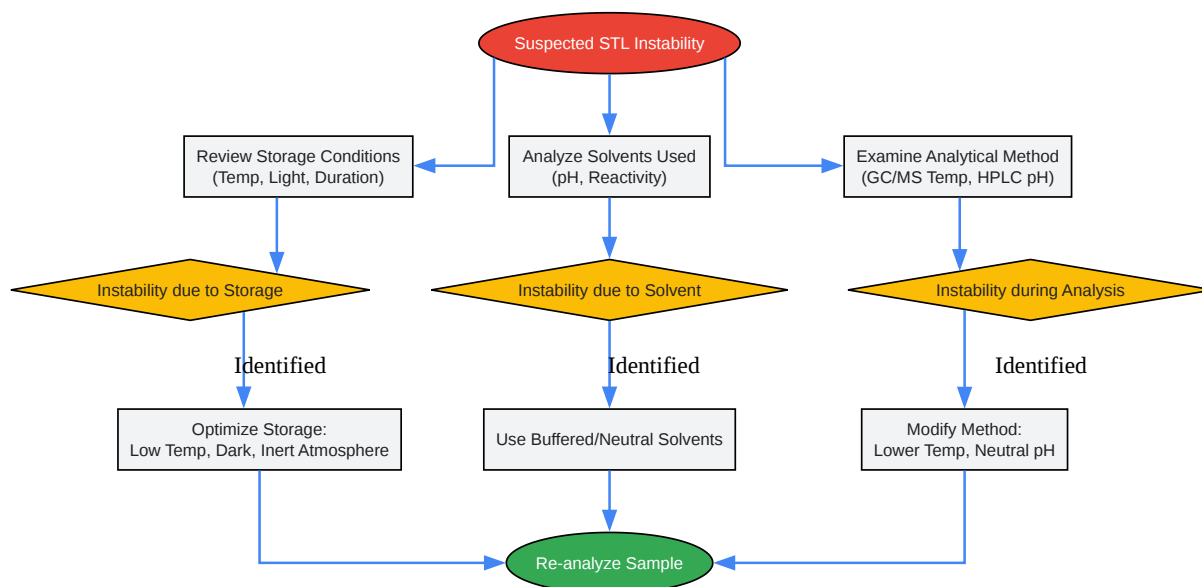 Suspected STL Instability
Review Storage Conditions
(Temp, Light, Duration)
Analyze Solvents Used
(pH, Reactivity)
Examine Analytical Method
(GC/MS Temp, HPLC pH)
Instability due to Storage
Instability due to Solvent
Instability during Analysis
Identified
Identified
Identified
Optimize Storage:
Low Temp, Dark, Inert Atmosphere
Use Buffered/Neutral Solvents
Modify Method:
Lower Temp, Neutral pH
Re-analyze Sample